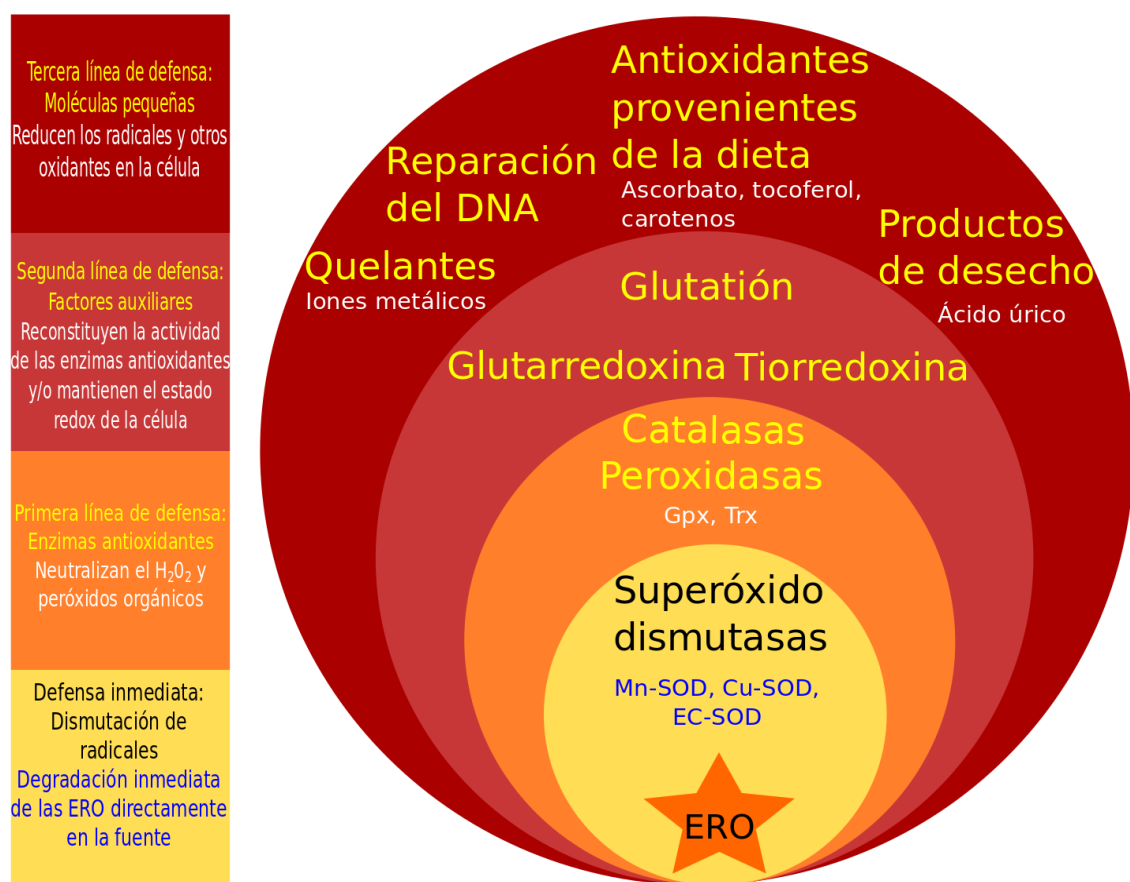 Tercera línea de defensa:
Moléculas pequeñas
Reducen los radicales y otros
oxidantes en la célula
Segunda línea de defensa:
Factores auxiliares
Reconstituyen la actividad
de las enzimas antioxidantes
y/o mantienen el estado
redox de la célula
Primera línea de defensa:
Enzimas antioxidantes
Neutralizan el H₂0₂ y
peróxidos orgánicos
Defensa inmediata:
Dismutación de
radicales
Degradación inmediata
de las ERO directamente
en la fuente
Antioxidantes
provenientes
de la dieta
Ascorbato, tocoferol,
carotenos
Reparación
del DNA
Quelantes
Iones metálicos
Productos
de desecho
Ácido úrico
Glutatión
Glutarredoxina
Tiorredoxina
Catalasas
Peroxidasas
Gpx, Trx
Superóxido
dismutasas
Mn-SOD, Cu-SOD,
EC-SOD
ERO